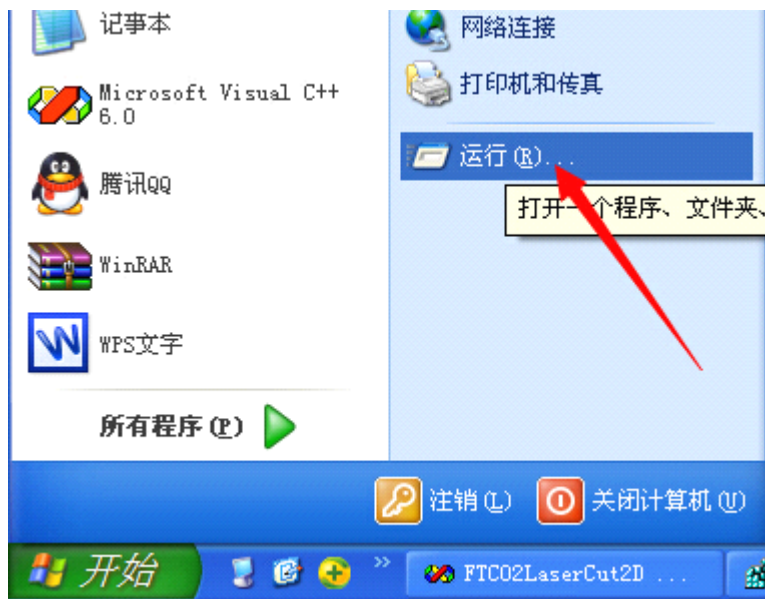 记事本
Microsoft Visual C++
6.0
腾讯QQ
WinRAR
WPS文字
所有程序(P)
网络连接
打印机和传真
运行(R)...
打开一个程序、文件夹、
注销(L)
关闭计算机(U)
开始
»
FTCO2LaserCut2D ...